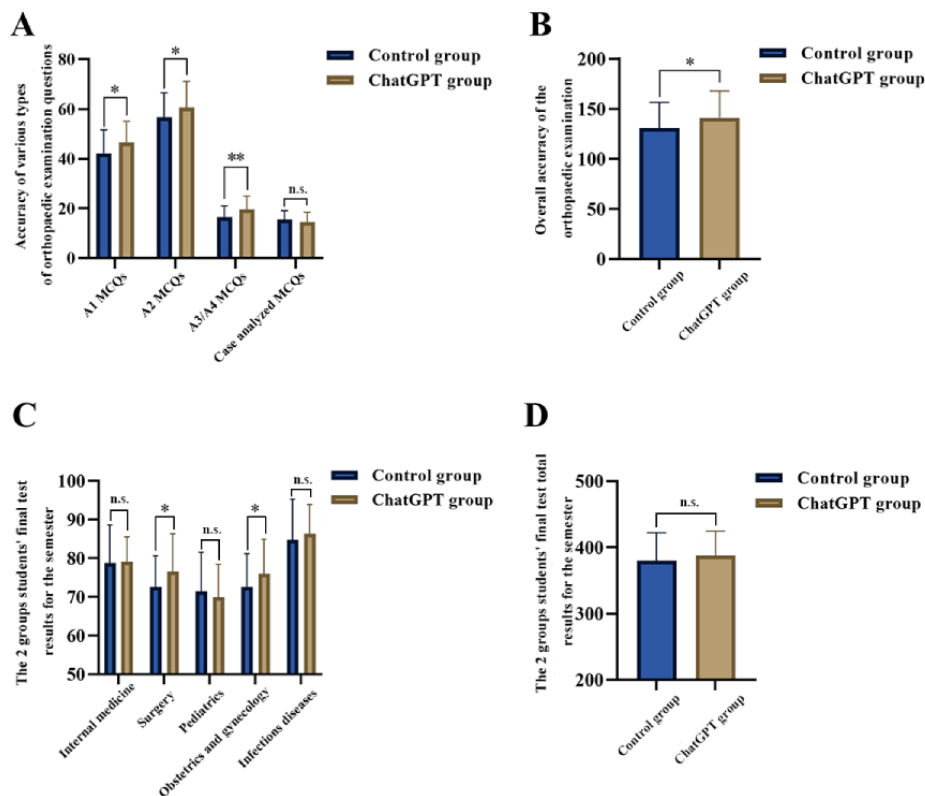 A
Accuracy of various types
of orthopaedic examination questions
80
60
40
20
0
*
*
**
n.s.
A1 MCQs
A2 MCQs
A3/A4 MCQs
Case analyzed MCQs
Control group
ChatGPT group
B
Overall accuracy of the
orthopaedic examination
200
150
100
50
0
*
Control group
ChatGPT group
Control group
ChatGPT group
C
The 2 groups students' final test
results for the semester
100
90
80
70
60
50
n.s.
*
n.s.
*
n.s.
Internal medicine
Surgery
Pediatrics
Obstetrics and gynecology
Infections diseases
Control group
ChatGPT group
D
The 2 groups students' final test total
results for the semester
500
400
300
200
n.s.
Control group
ChatGPT group
Control group
ChatGPT group